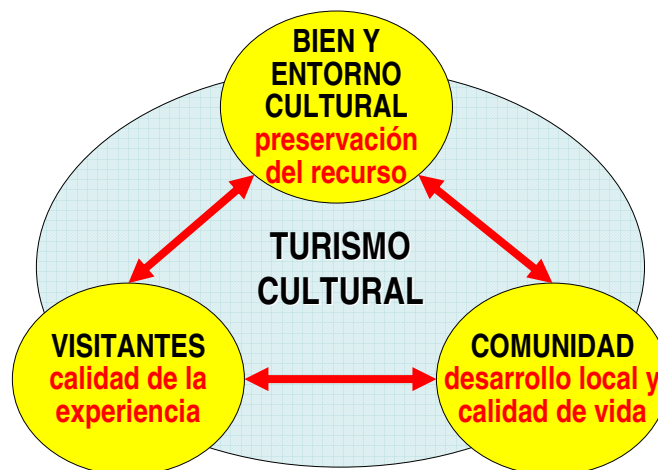 BIEN Y
ENTORNO
CULTURAL
preservación
del recurso
TURISMO
CULTURAL
VISITANTES
calidad de la
experiencia
COMUNIDAD
desarrollo local y
calidad de vida